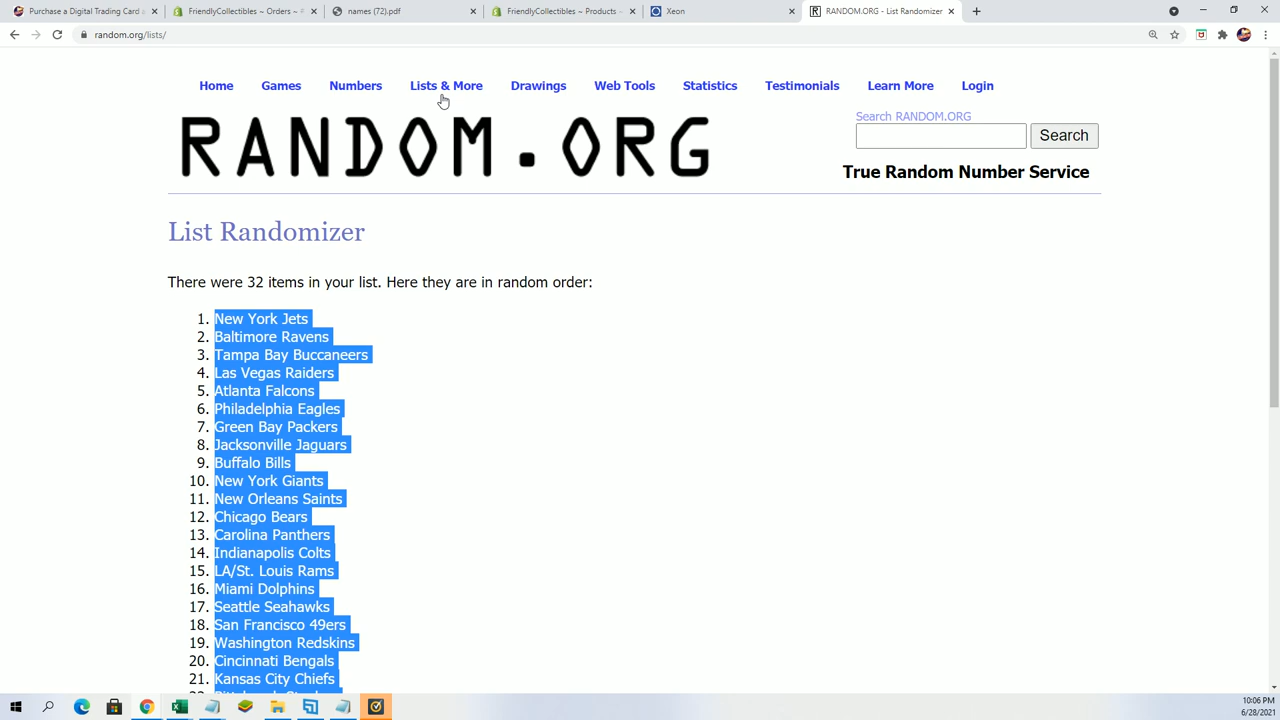 Purchase a Digital Trading Card a
FriendlyCollectibles ~ Orders ~ F
names (72).pdf
FriendlyCollectibles ~ Products ~
Xeon
RANDOM.ORG - List Randomizer
random.org/lists/
Home Games Numbers Lists & More Drawings Web Tools Statistics Testimonials Learn More Login
RANDOM.ORG
Search RANDOM.ORG
Search
True Random Number Service
List Randomizer
There were 32 items in your list. Here they are in random order:
1. New York Jets
2. Baltimore Ravens
3. Tampa Bay Buccaneers
4. Las Vegas Raiders
5. Atlanta Falcons
6. Philadelphia Eagles
7. Green Bay Packers
8. Jacksonville Jaguars
9. Buffalo Bills
10. New York Giants
11. New Orleans Saints
12. Chicago Bears
13. Carolina Panthers
14. Indianapolis Colts
15. LA/St. Louis Rams
16. Miami Dolphins
17. Seattle Seahawks
18. San Francisco 49ers
19. Washington Redskins
20. Cincinnati Bengals
21. Kansas City Chiefs
10:06 PM
6/28/2021